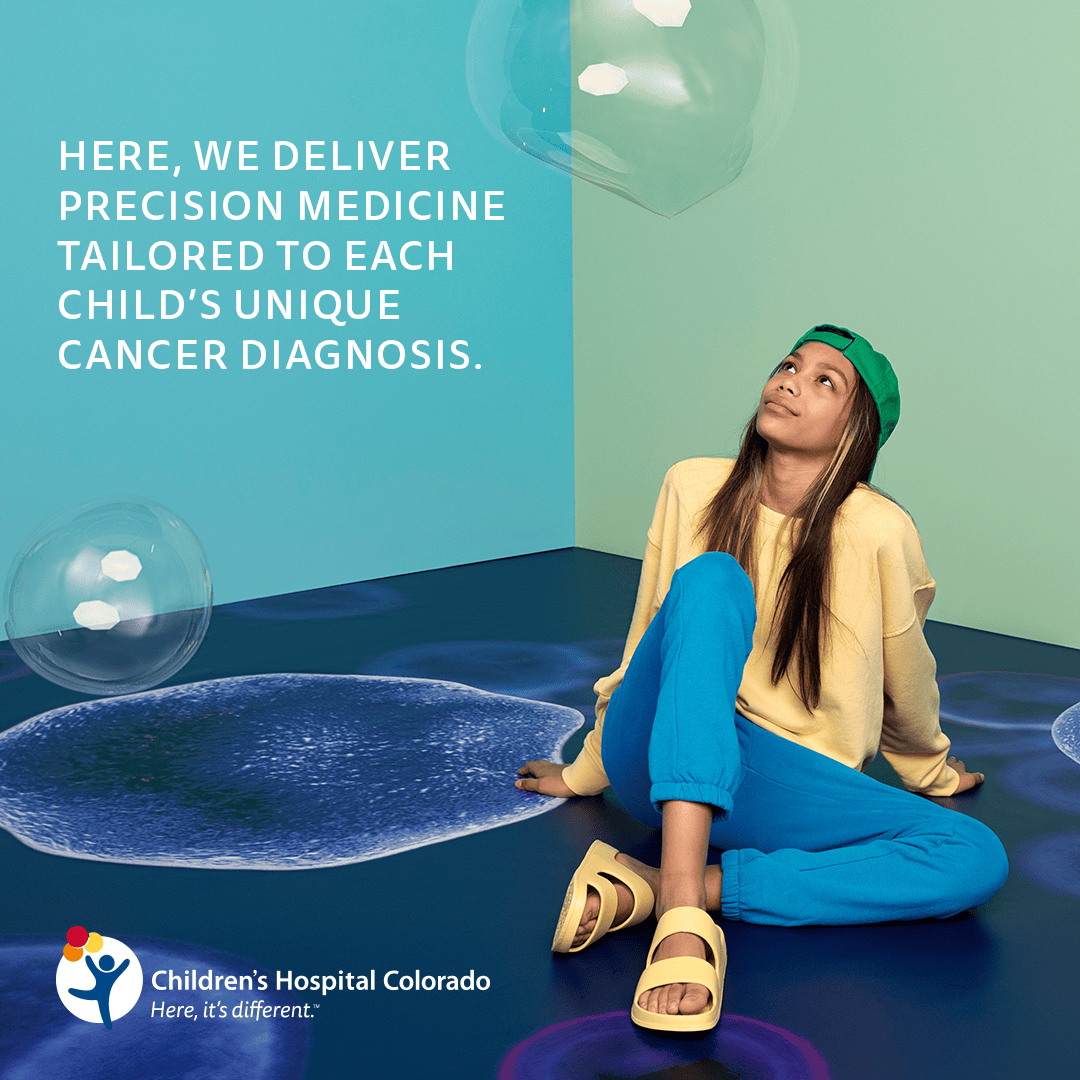 HERE, WE DELIVER
PRECISION MEDICINE
TAILORED TO EACH
CHILD’S UNIQUE
CANCER DIAGNOSIS.
Children’s Hospital Colorado
Here, it’s different.™